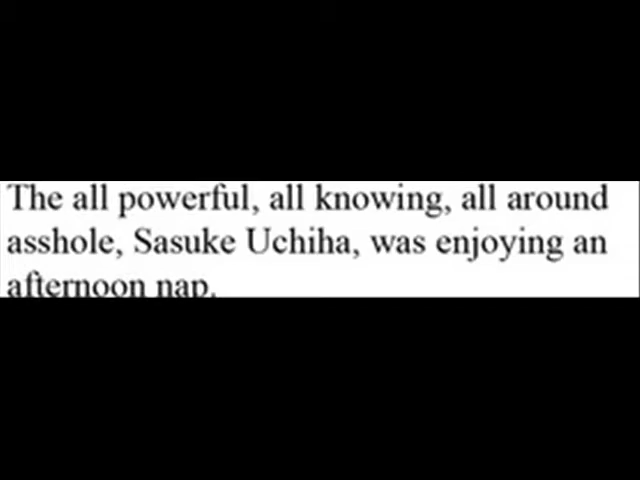 The all powerful, all knowing, all around
asshole, Sasuke Uchiha, was enjoying an
afternoon nap.